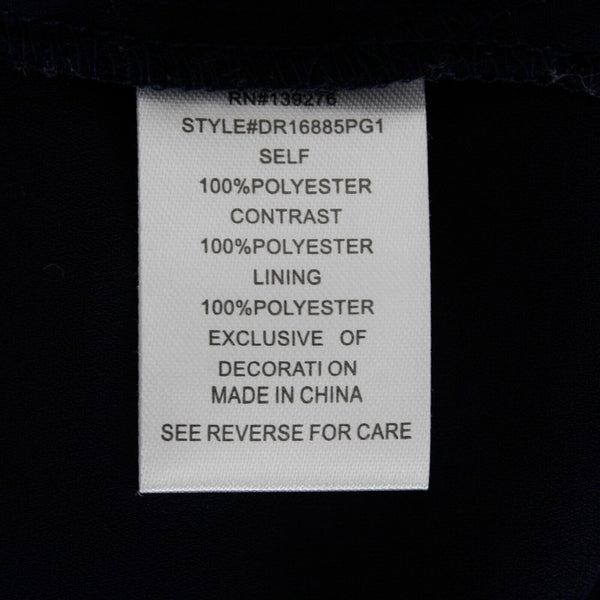 RN#139276
STYLE#DR16885PG1
SELF
100%POLYESTER
CONTRAST
100%POLYESTER
LINING
100%POLYESTER
EXCLUSIVE OF
DECORATI ON
MADE IN CHINA
SEE REVERSE FOR CARE